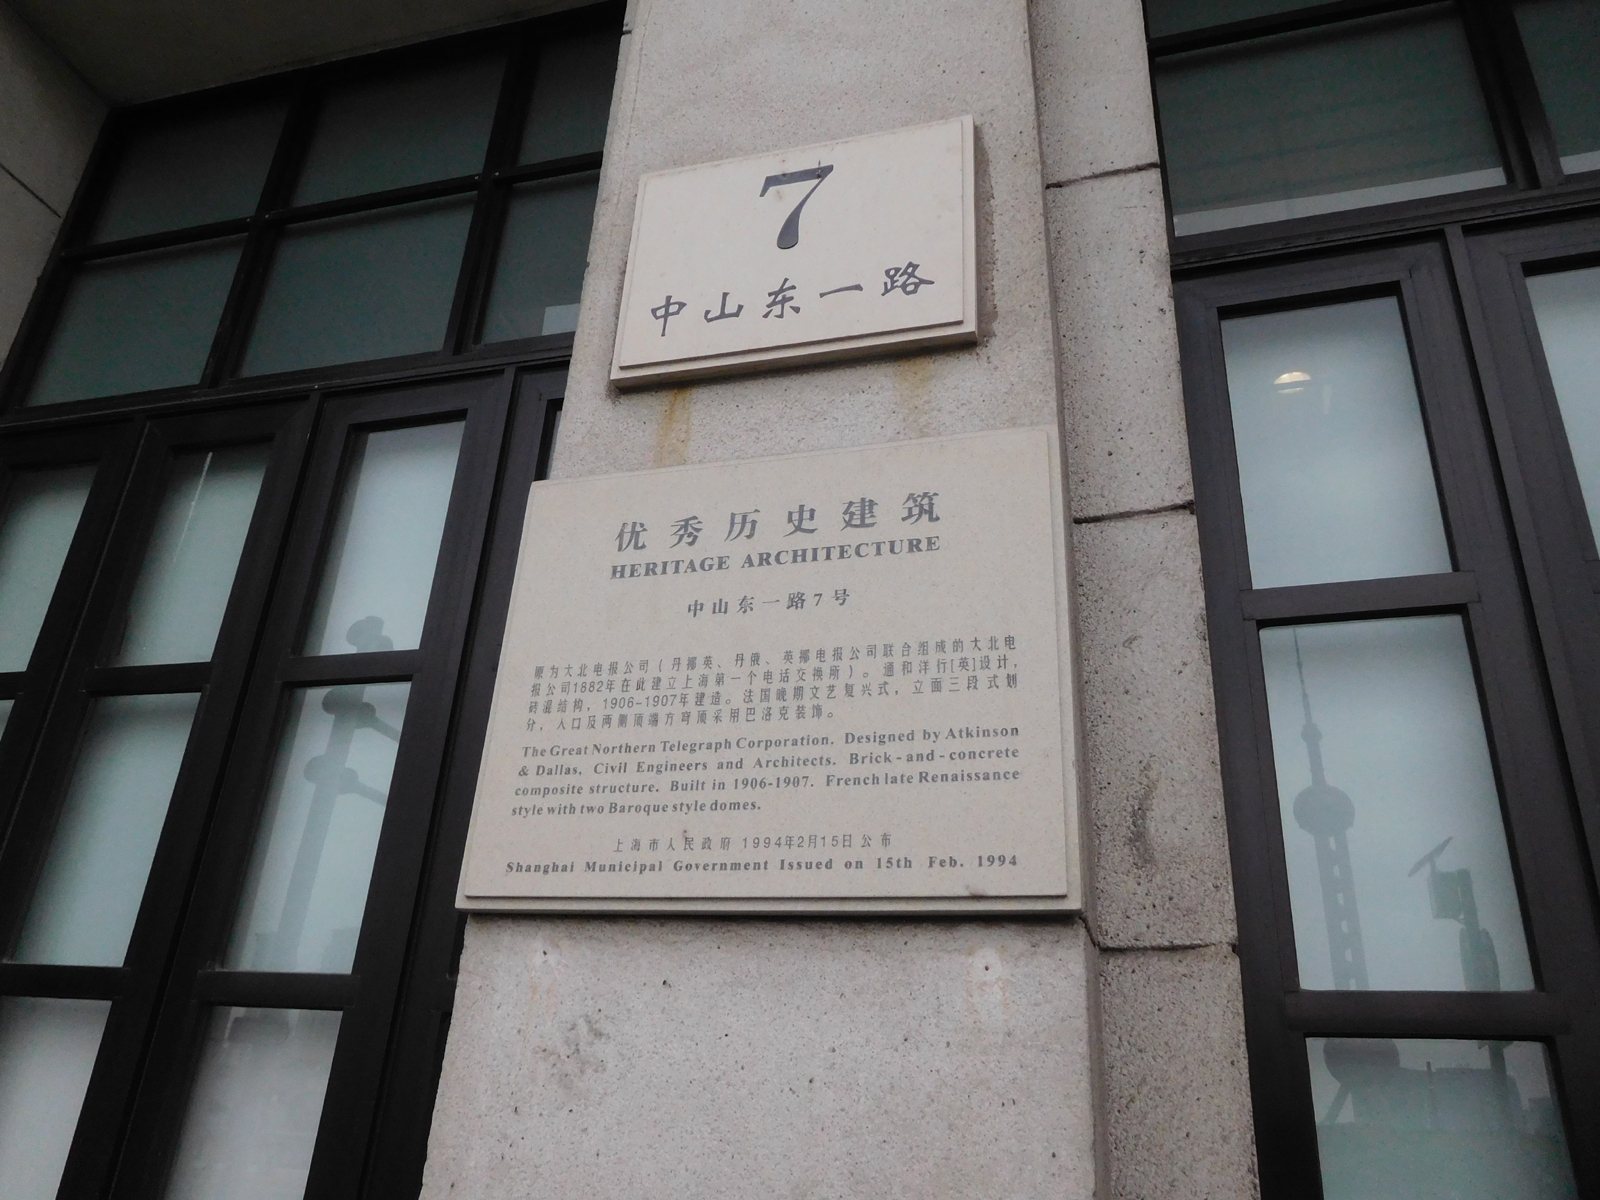 7
中山东一路
优秀历史建筑
HERITAGE ARCHITECTURE
中山东一路7号
原为大北电报公司(丹挪英、丹俄、英挪电报公司联合组成的大北电
报公司1882年在此建立上海第一个电话交换所)。通和洋行[英]设计,
砖混结构,1906-1907年建造。法国晚期文艺复兴式,立面三段式划
分,入口及两侧顶端方穹顶采用巴洛克装饰。
The Great Northern Telegraph Corporation. Designed by Atkinson
& Dallas, Civil Engineers and Architects. Brick-and-concrete
composite structure. Built in 1906-1907. French late Renaissance
style with two Baroque style domes.
上海市人民政府 1994年2月15日公布
Shanghai Municipal Government Issued on 15th Feb. 1994